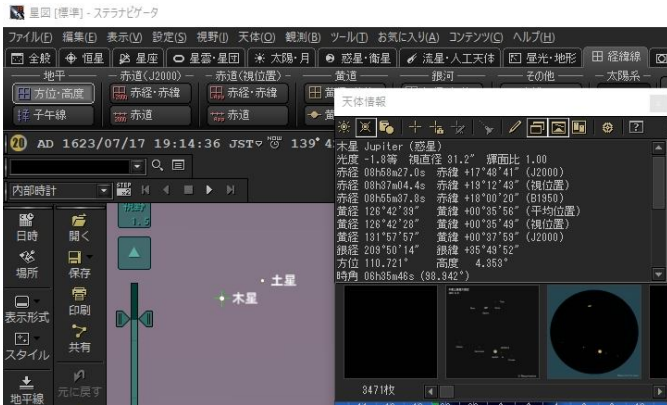 星図 [標準] - ステラナビゲータ
ファイル(F) 編集(E) 表示(V) 設定(S) 視野(I) 天体(O) 観測(B) ツール(T) お気に入り(A) コンテンツ(C) ヘルプ(H)
全般 恒星 星座 星雲・星団 太陽・月 惑星・衛星 流星・人工天体 昼光・地形 経緯線
地平 赤道(J2000) 赤道(視位置) 黄道 銀河 その他 太陽系
方位・高度 赤経・赤緯 赤経・赤緯
子午線 赤道 赤道
天体情報
20 AD 1623/07/17 19:14:36 JST NOW 139°
内部時計 STEP
1.5
日時 開く
場所 保存
表示形式 印刷
スタイル 共有
地平線 元に戻す
土星
木星
木星 Jupiter (惑星)
光度 -1.8等 視直径 31.2" 輝面比 1.00
赤経 08h58m27.0s 赤緯 +17°48'41" (J2000)
赤経 08h37m04.4s 赤緯 +19°12'43" (視位置)
赤経 08h55m37.8s 赤緯 +18°00'20" (B1950)
黄経 126°42'39" 黄緯 +00°35'56" (平均位置)
黄経 126°42'28" 黄緯 +00°35'49" (視位置)
黄経 131°57'57" 黄緯 +00°37'59" (J2000)
銀経 209°50'14" 銀緯 +35°49'52"
方位 110.721° 高度 4.353°
時角 06h35m46s (98.942°)
3471枚